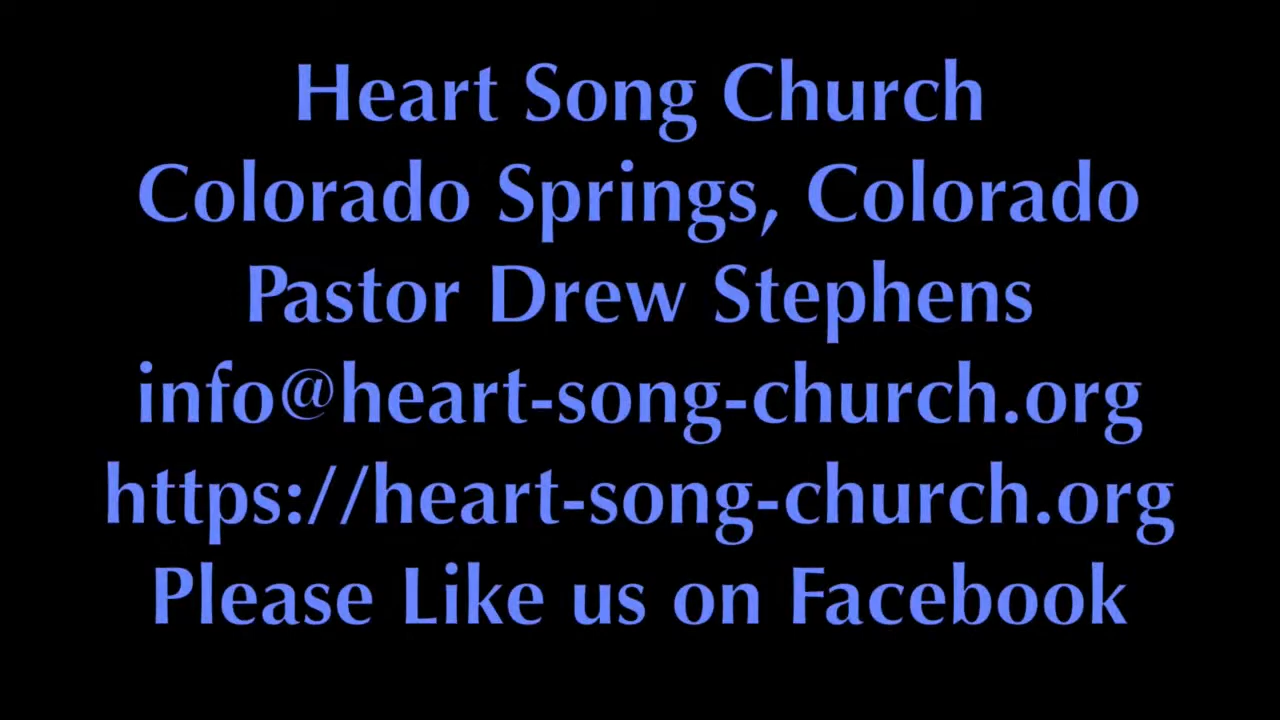 Heart Song Church
Colorado Springs, Colorado
Pastor Drew Stephens
info@heart-song-church.org
https://heart-song-church.org
Please Like us on Facebook